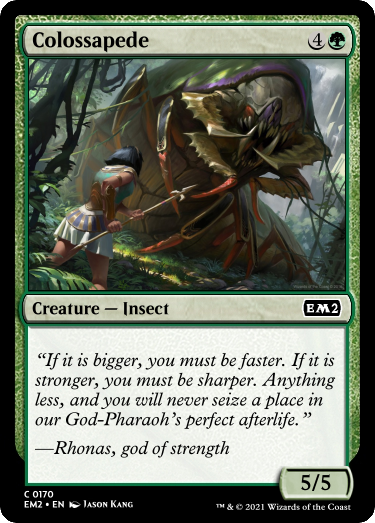 Colossapede 4
Creature — Insect EM2
“If it is bigger, you must be faster. If it is
stronger, you must be sharper. Anything
less, and you will never seize a place in
our God-Pharaoh’s perfect afterlife.”
—Rhonas, god of strength
5/5
C 0170
EM2 • EN JASON KANG
™ & © 2021 Wizards of the Coast